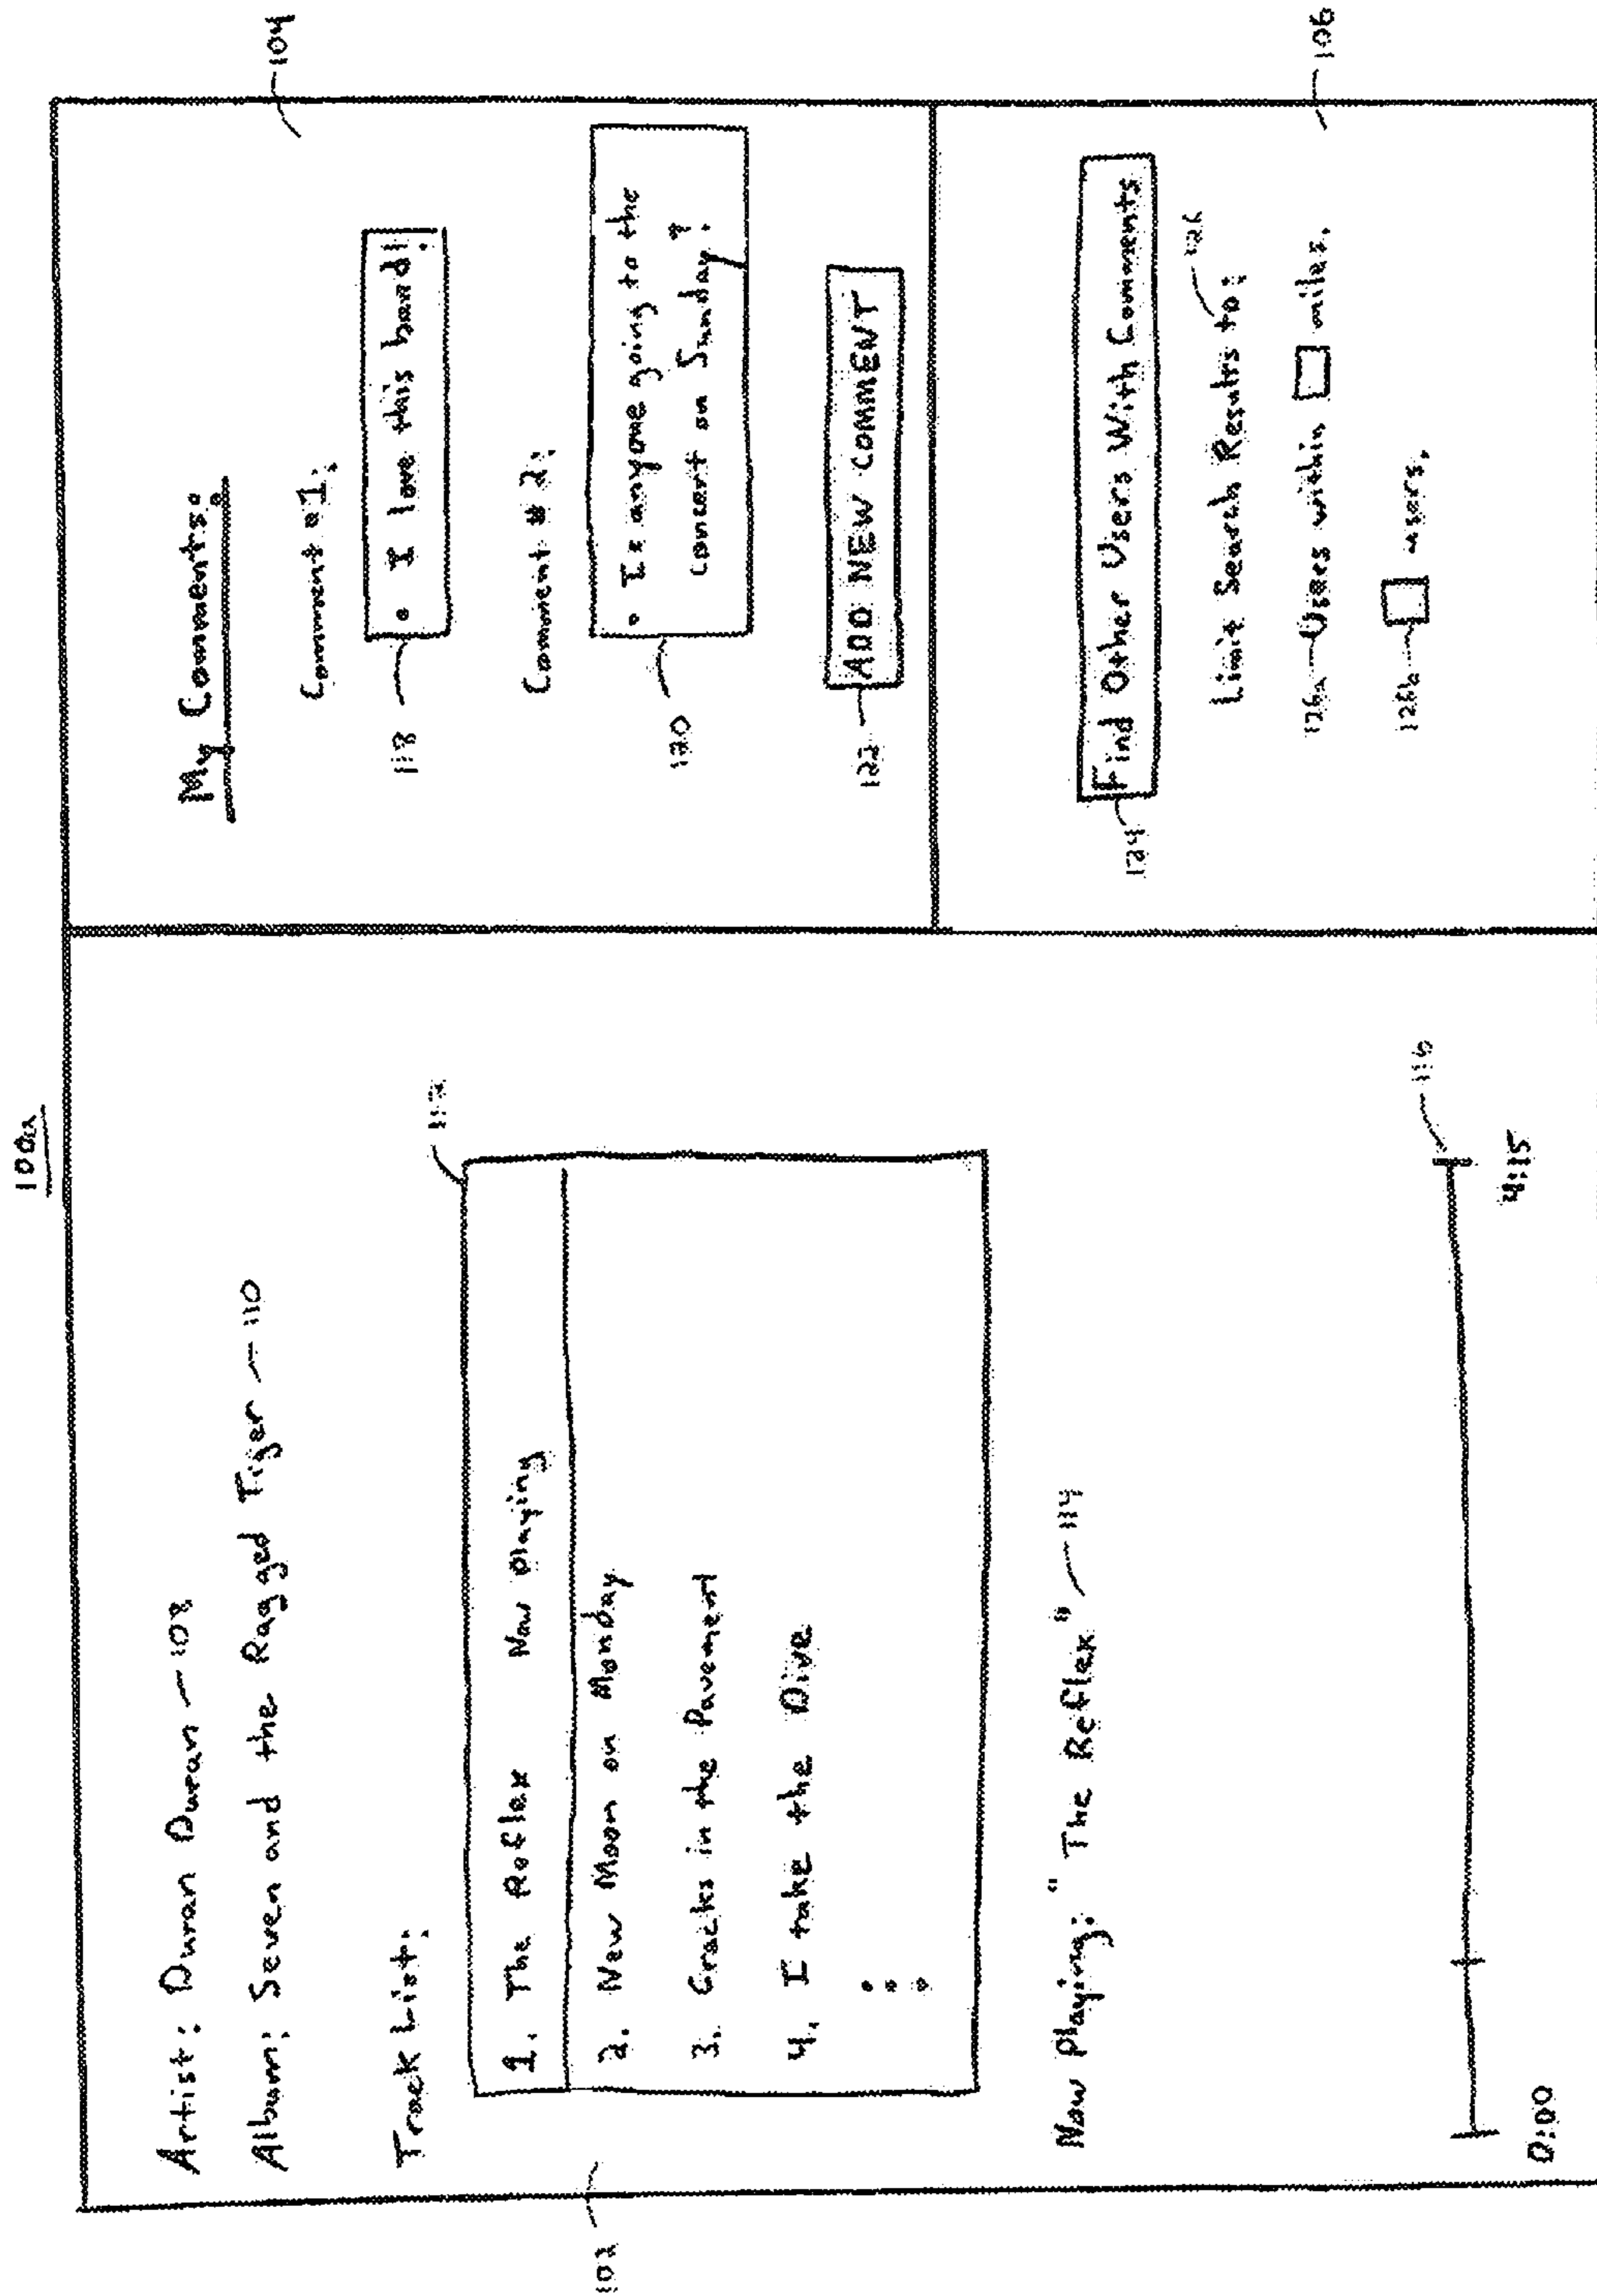 100a
Artist: Duran Duran — 108
Album: Seven and the Ragged Tiger — 110
Track List:
112
1. The Reflex Now Playing
2. New Moon on Monday
3. Cracks in the Pavement
4. I take the Dive
Now Playing: "The Reflex" — 114
116
0:00
4:15
102
104
My Comments:
Comment #1:
• I love this band!
118
Comment #2:
• Is anyone going to the
concert on Sunday?
120
ADD NEW COMMENT
122
106
Find Other Users With Comments
124
Limit Search Results to:
126
126a Users within miles.
126b users.